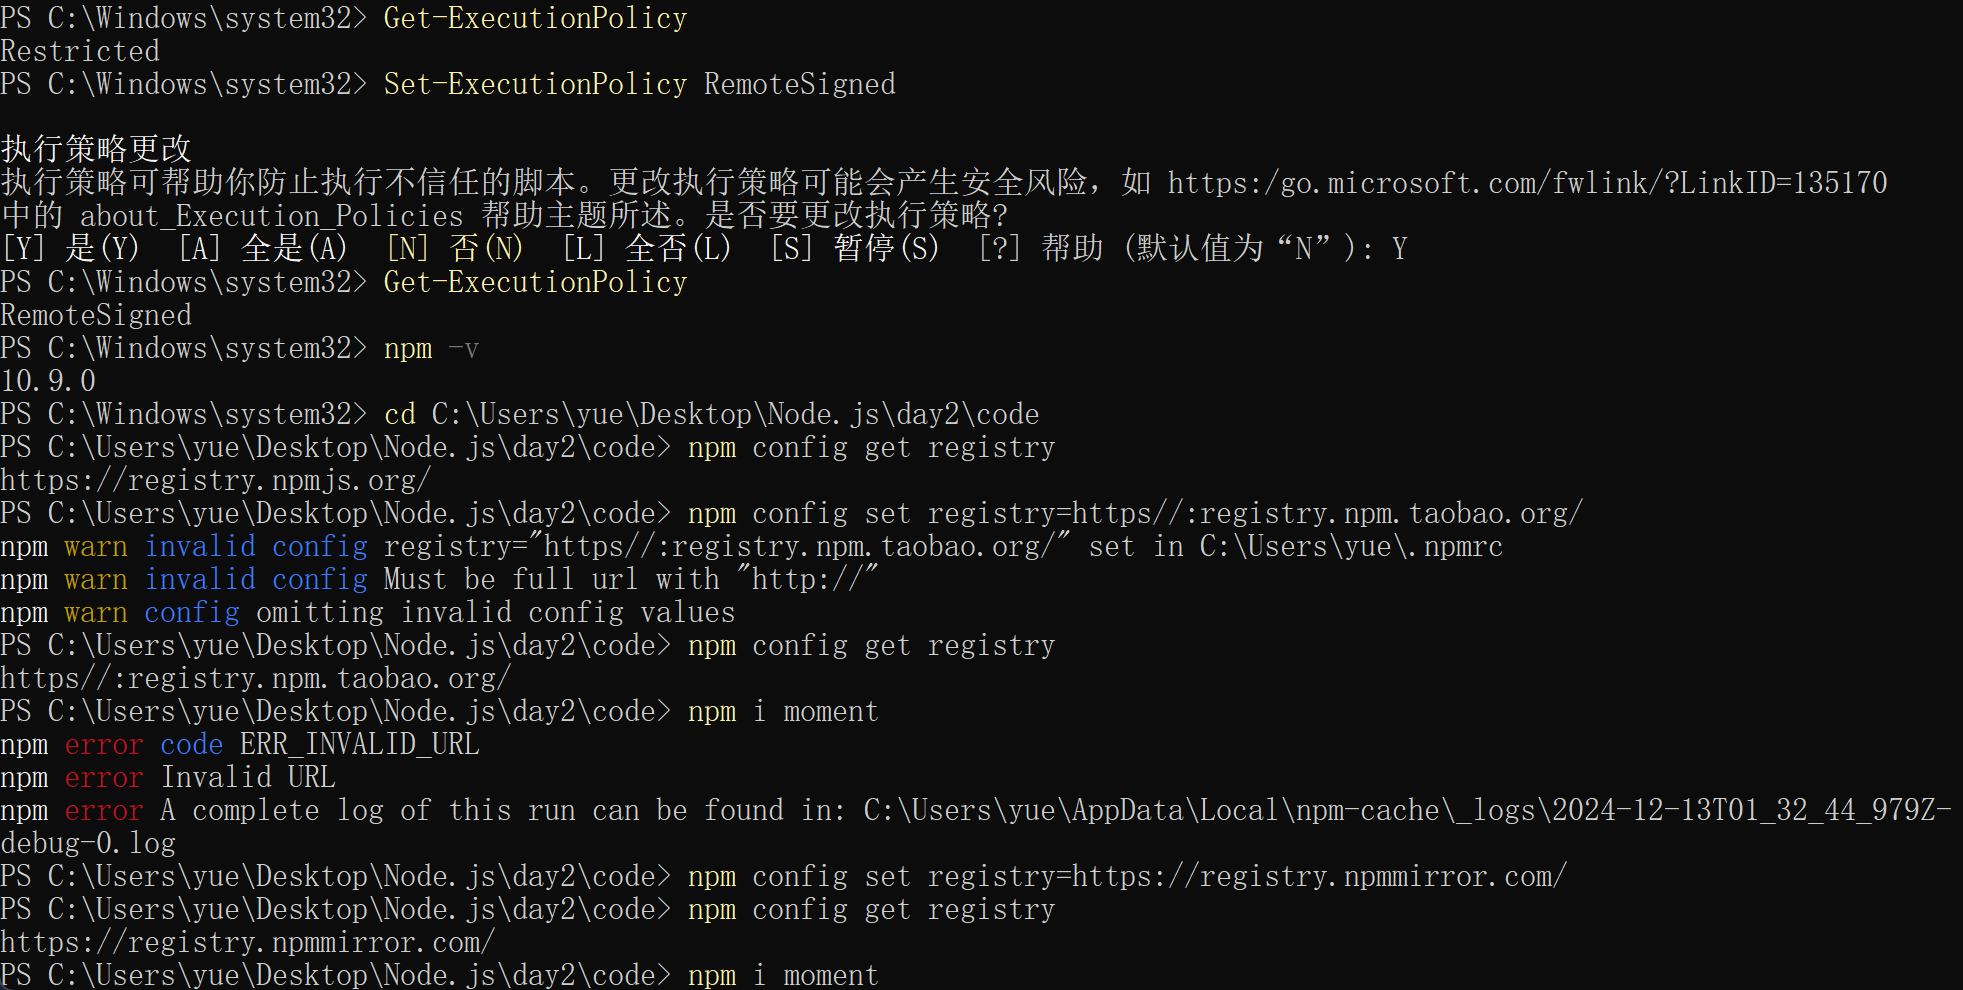 PS C:\Windows\system32> Get-ExecutionPolicy
Restricted
PS C:\Windows\system32> Set-ExecutionPolicy RemoteSigned
执行策略更改
执行策略可帮助你防止执行不信任的脚本。更改执行策略可能会产生安全风险，如 https:/go.microsoft.com/fwlink/?LinkID=135170
中的 about_Execution_Policies 帮助主题所述。是否要更改执行策略?
[Y] 是(Y)  [A] 全是(A)  [N] 否(N)  [L] 全否(L)  [S] 暂停(S)  [?] 帮助 (默认值为“N”): Y
PS C:\Windows\system32> Get-ExecutionPolicy
RemoteSigned
PS C:\Windows\system32> npm -v
10.9.0
PS C:\Windows\system32> cd C:\Users\yue\Desktop\Node.js\day2\code
PS C:\Users\yue\Desktop\Node.js\day2\code> npm config get registry
https://registry.npmjs.org/
PS C:\Users\yue\Desktop\Node.js\day2\code> npm config set registry=https//:registry.npm.taobao.org/
npm warn invalid config registry="https//:registry.npm.taobao.org/" set in C:\Users\yue\.npmrc
npm warn invalid config Must be full url with "http://"
npm warn config omitting invalid config values
PS C:\Users\yue\Desktop\Node.js\day2\code> npm config get registry
https//:registry.npm.taobao.org/
PS C:\Users\yue\Desktop\Node.js\day2\code> npm i moment
npm error code ERR_INVALID_URL
npm error Invalid URL
npm error A complete log of this run can be found in: C:\Users\yue\AppData\Local\npm-cache\_logs\2024-12-13T01_32_44_979Z-
debug-0.log
PS C:\Users\yue\Desktop\Node.js\day2\code> npm config set registry=https://registry.npmmirror.com/
PS C:\Users\yue\Desktop\Node.js\day2\code> npm config get registry
https://registry.npmmirror.com/
PS C:\Users\yue\Desktop\Node.js\day2\code> npm i moment